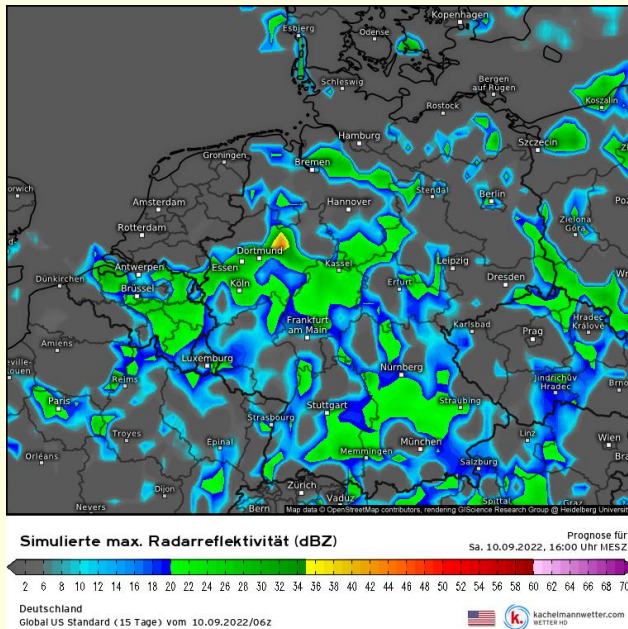 Kopenhagen
Esbjerg
Odense
Schleswig
Bergen
auf Rügen
Rostock
Koszalin
Hamburg
Szczecin
Groningen
Bremen
Stendal
Berlin
Amsterdam
Hannover
Rotterdam
Zielona
Góra
Dortmund
Essen
Kassel
Leipzig
Antwerpen
Dünkirchen
Brüssel
Köln
Erfurt
Dresden
Frankfurt
am Main
Karlsbad
Hradec
Králové
Prag
Amiens
Luxemburg
Reims
Nürnberg
Jindrichuv
Hradec
Paris
Stuttgart
Straubing
Troyes
Strasbourg
Épinal
München
Linz
Wien
Orléans
Memmingen
Salzburg
Dijon
Zürich
Nevers
Bern
Vaduz
Spittal
Graz
Map data © OpenStreetMap contributors, rendering GIScience Research Group @ Heidelberg University
Simulierte max. Radarreflektivität (dBZ)
Prognose für
Sa. 10.09.2022, 16:00 Uhr MESZ
2 6 8 10 12 14 16 18 20 22 24 26 28 30 32 34 36 38 40 42 44 46 48 50 52 54 56 58 60 62 64 66 68 70
Deutschland
Global US Standard (15 Tage) vom 10.09.2022/06z
k.
kachelmannwetter.com
WETTER HD